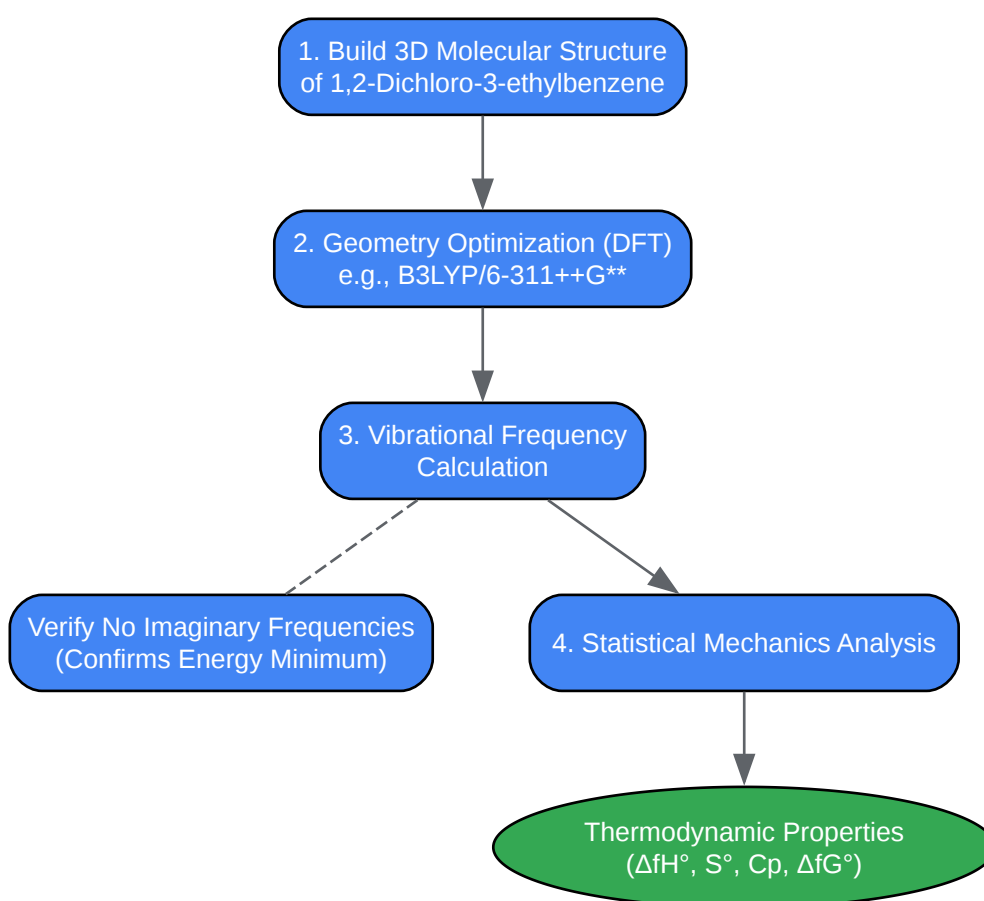 1. Build 3D Molecular Structure
of 1,2-Dichloro-3-ethylbenzene
2. Geometry Optimization (DFT)
e.g., B3LYP/6-311++G**
3. Vibrational Frequency
Calculation
Verify No Imaginary Frequencies
(Confirms Energy Minimum)
4. Statistical Mechanics Analysis
Thermodynamic Properties
(ΔfH°, S°, Cp, ΔfG°)